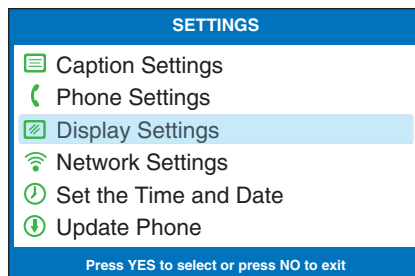 SETTINGS
Caption Settings
Phone Settings
Display Settings
Network Settings
Set the Time and Date
Update Phone
Press YES to select or press NO to exit